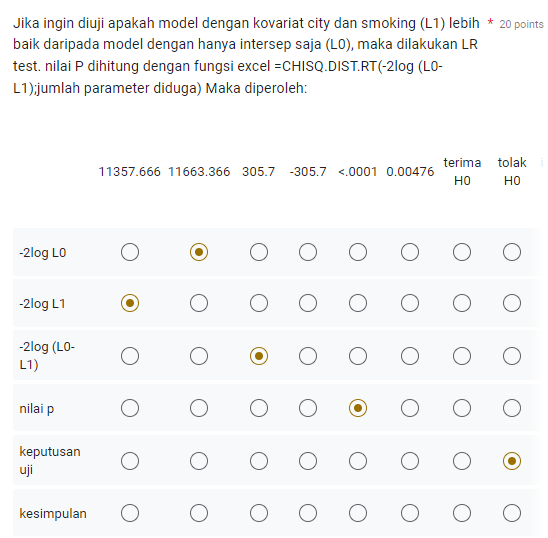 Jika ingin diuji apakah model dengan kovariat city dan smoking (L1) lebih * 20 points
baik daripada model dengan hanya intersep saja (L0), maka dilakukan LR
test. nilai P dihitung dengan fungsi excel =CHISQ.DIST.RT(-2log (L0-
L1);jumlah parameter diduga) Maka diperoleh:
11357.666 11663.366 305.7 -305.7 <.0001 0.00476 terima H0 tolak H0
-2log L0
-2log L1
-2log (L0-
L1)
nilai p
keputusan
uji
kesimpulan